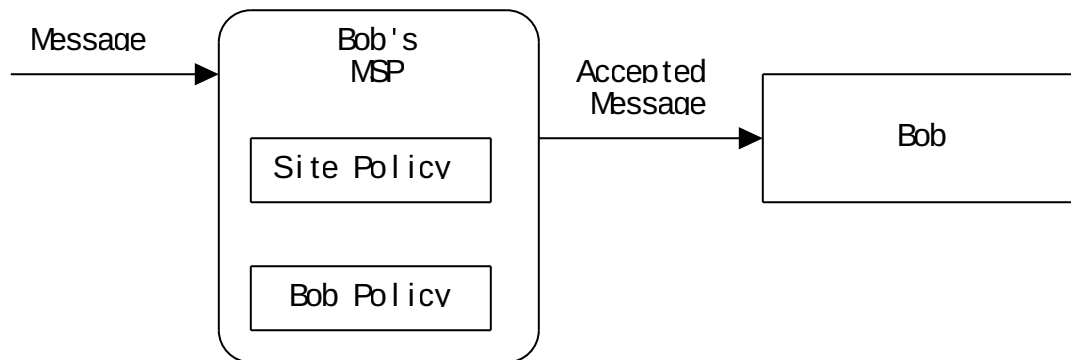 Message
Bob's
MSP
Accepted
Message
Bob
Site Policy
Bob Policy